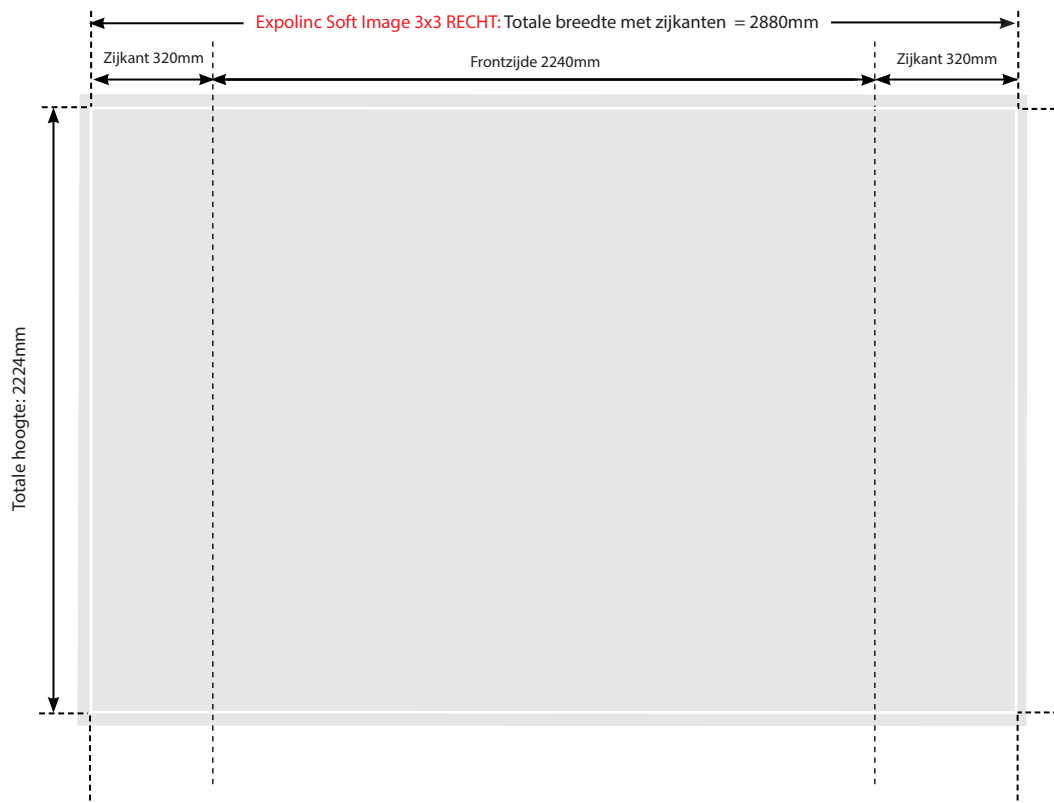 Expolinc Soft Image 3x3 RECHT: Totale breedte met zijkanten = 2880mm
Zijkant 320mm
Frontzijde 2240mm
Zijkant 320mm
Totale hoogte: 2224mm